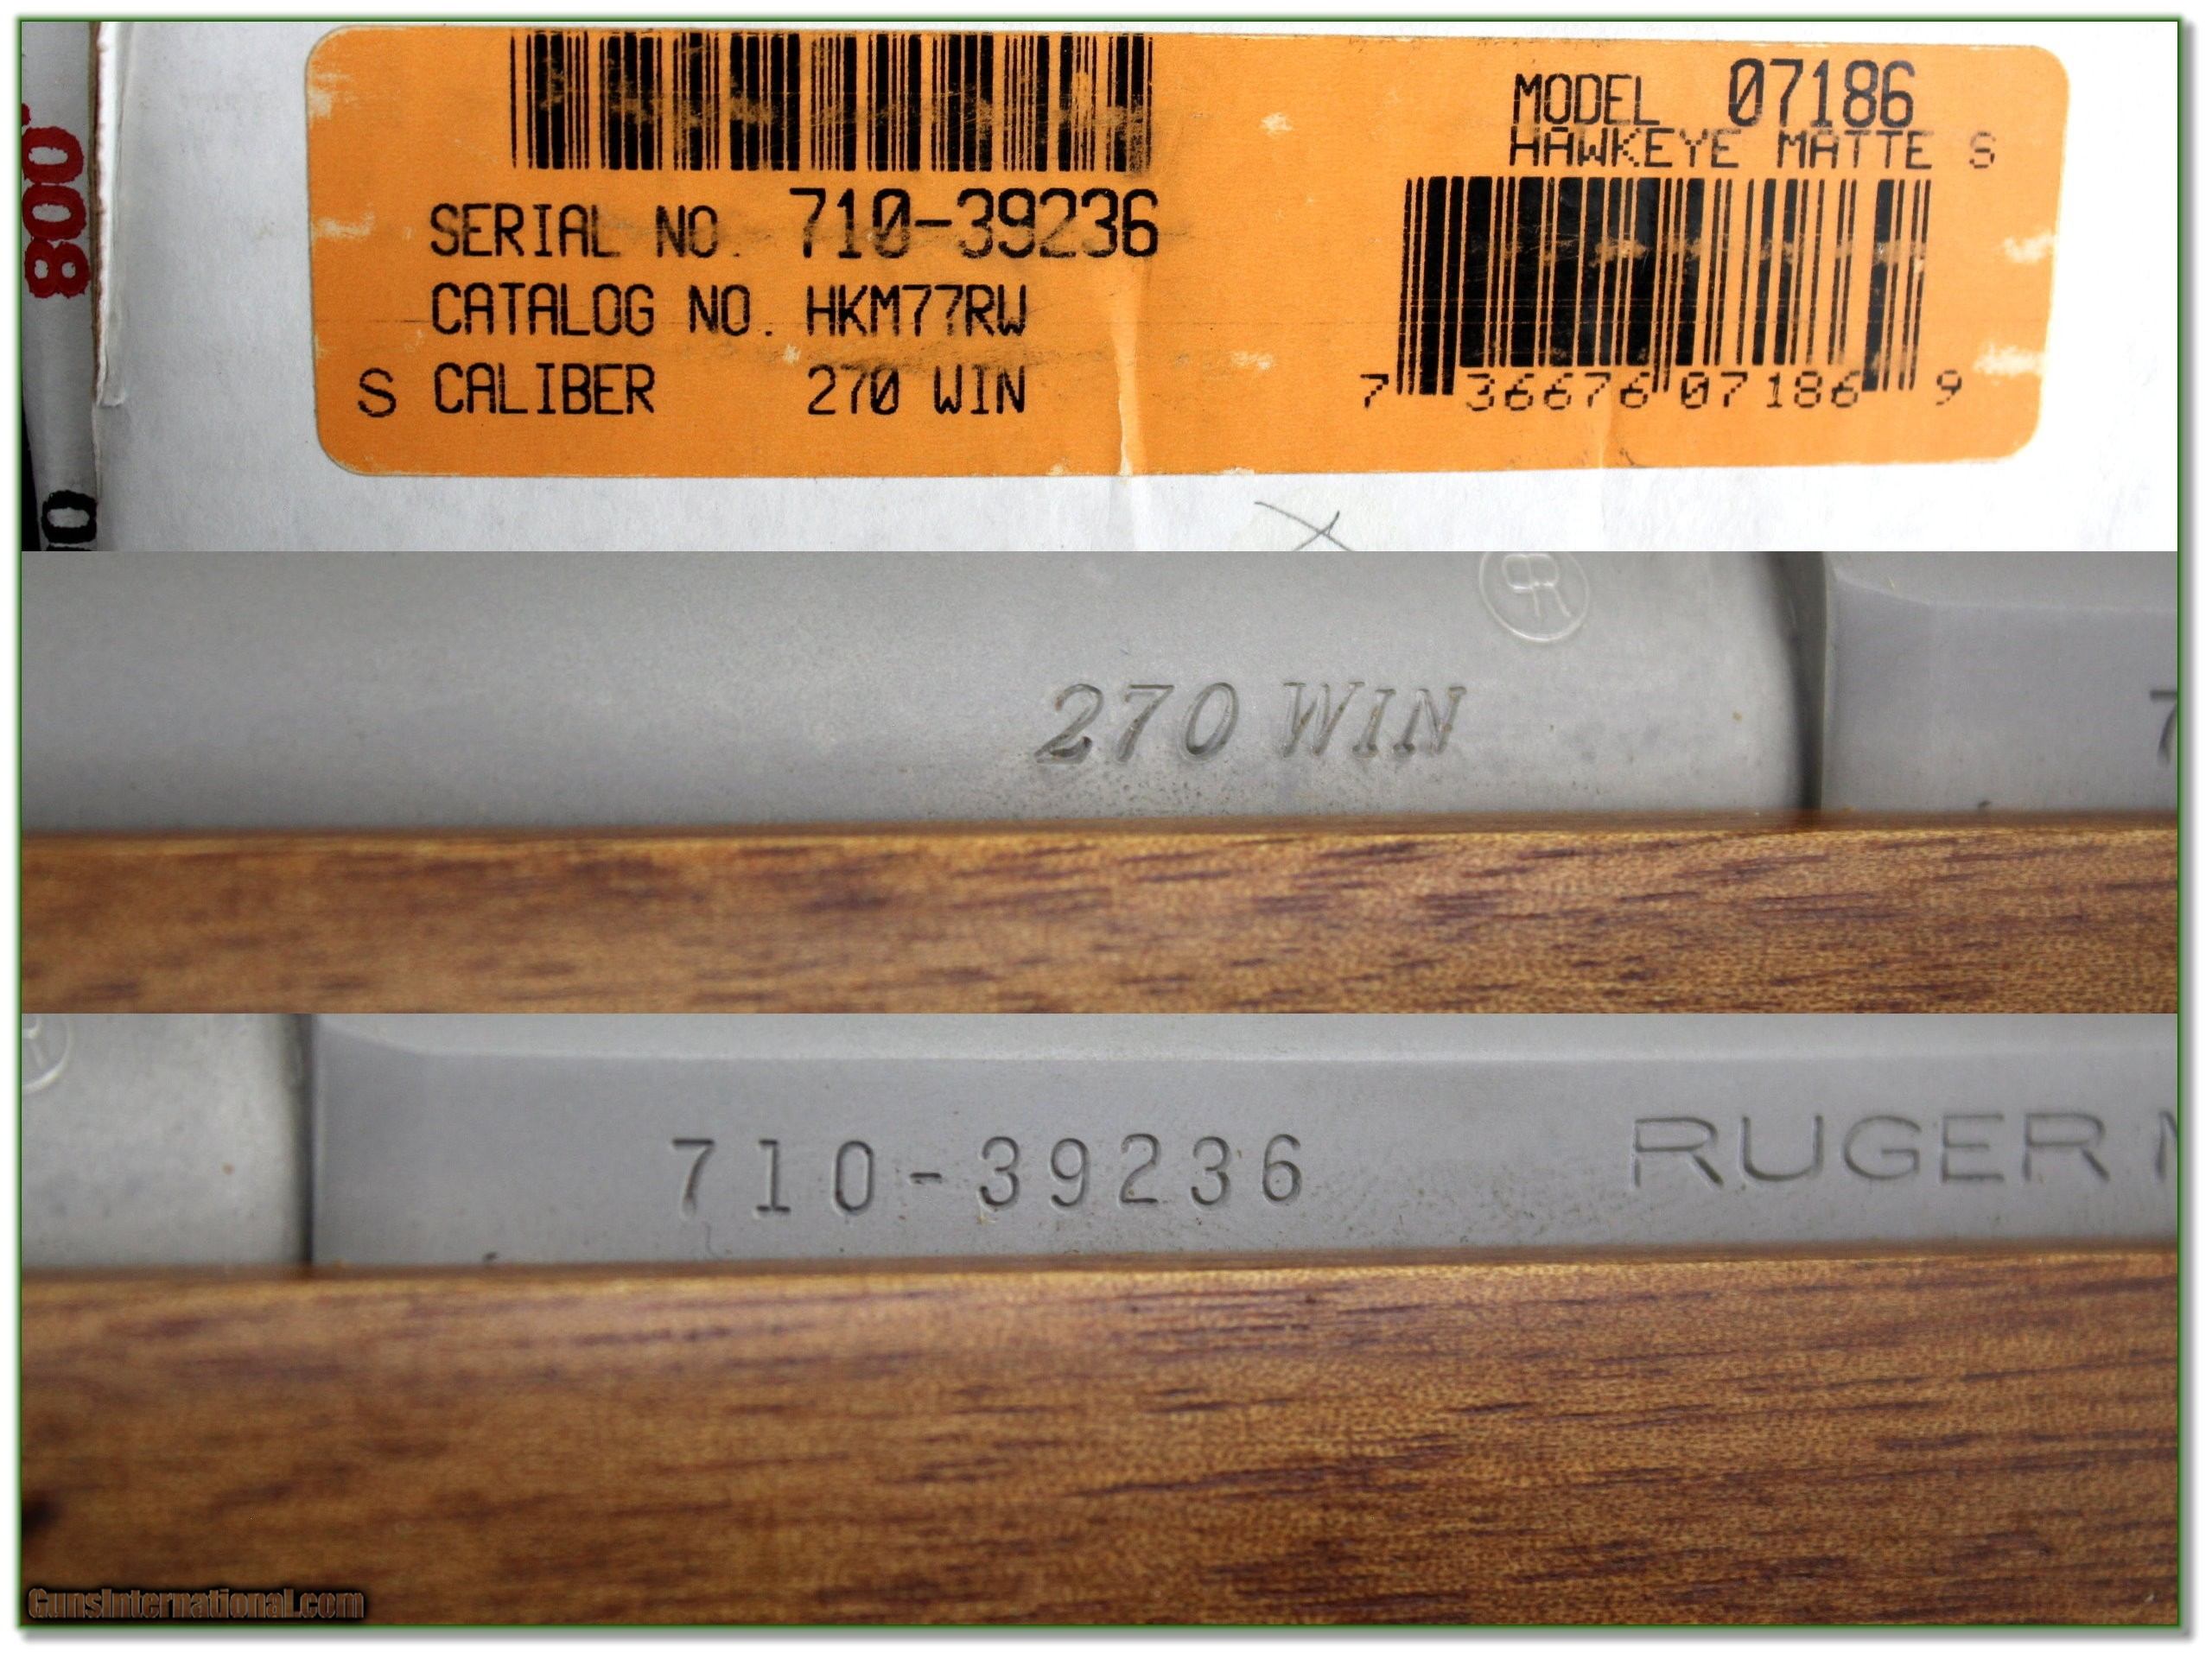 800
MODEL 07186
HAWKEYE MATTE S
SERIAL NO. 710-39236
CATALOG NO. HKM77RW
S CALIBER 270 WIN
7 36676 07186 9
270 WIN
7
710-39236 RUGER
GunsInternational.com